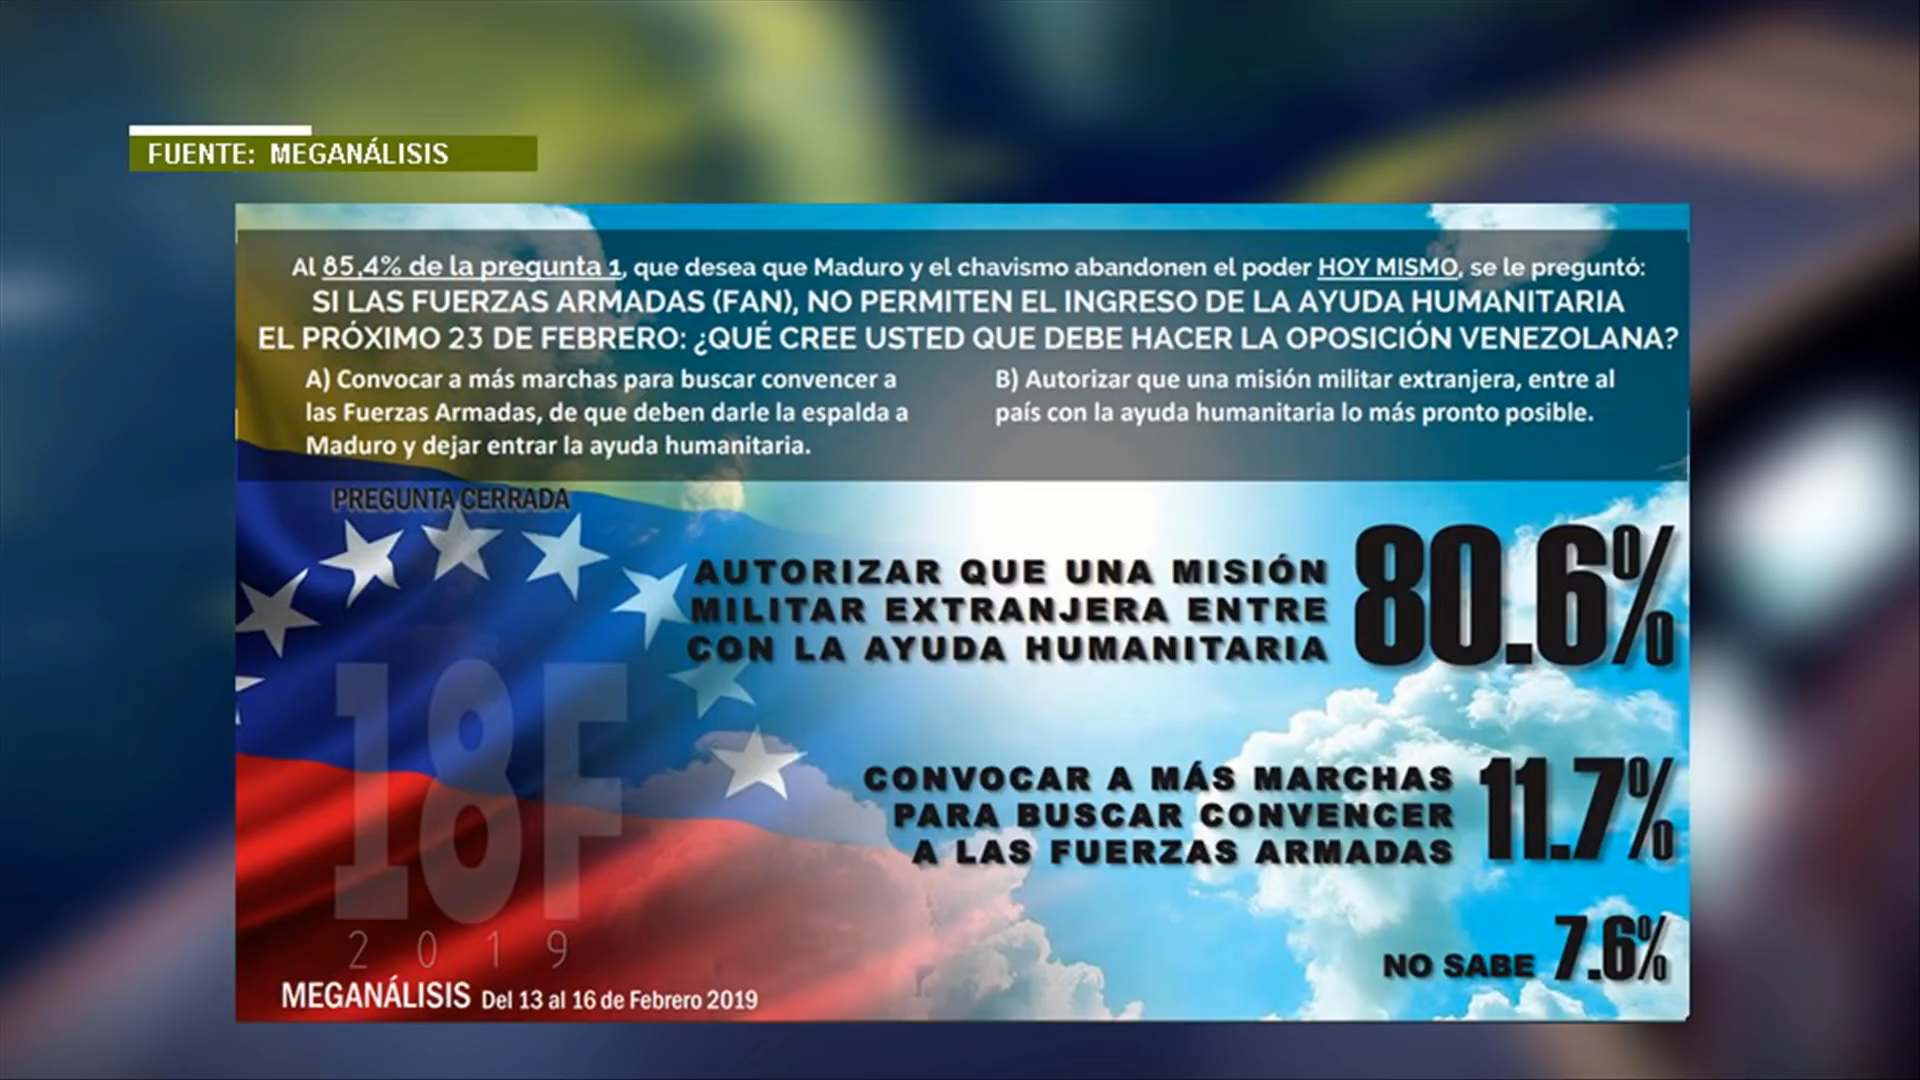 FUENTE: MEGANÁLISIS
Al 85,4% de la pregunta 1, que desea que Maduro y el chavismo abandonen el poder HOY MISMO, se le preguntó:
SI LAS FUERZAS ARMADAS (FAN), NO PERMITEN EL INGRESO DE LA AYUDA HUMANITARIA
EL PRÓXIMO 23 DE FEBRERO: ¿QUÉ CREE USTED QUE DEBE HACER LA OPOSICIÓN VENEZOLANA?
A) Convocar a más marchas para buscar convencer a
las Fuerzas Armadas, de que deben darle la espalda a
Maduro y dejar entrar la ayuda humanitaria.
B) Autorizar que una misión militar extranjera, entre al
país con la ayuda humanitaria lo más pronto posible.
PREGUNTA CERRADA
AUTORIZAR QUE UNA MISIÓN
MILITAR EXTRANJERA ENTRE
CON LA AYUDA HUMANITARIA
80.6%
CONVOCAR A MÁS MARCHAS
PARA BUSCAR CONVENCER
A LAS FUERZAS ARMADAS
11.7%
NO SABE 7.6%
18F
2019
MEGANÁLISIS Del 13 al 16 de Febrero 2019